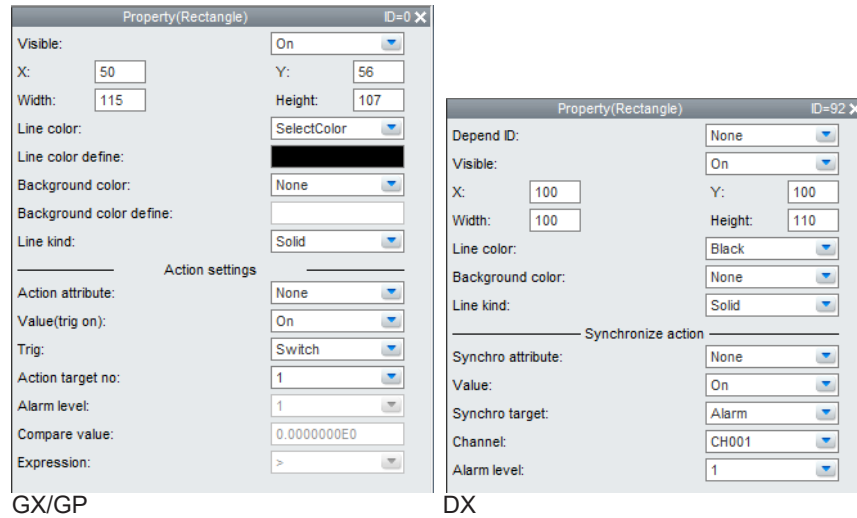 Property(Rectangle) ID=0
Visible: On
X: 50 Y: 56
Width: 115 Height: 107
Line color: SelectColor
Line color define:
Background color: None
Background color define:
Line kind: Solid
Action settings
Action attribute: None
Value(trig on): On
Trig: Switch
Action target no: 1
Alarm level: 1
Compare value: 0.0000000E0
Expression: >
GX/GP
Property(Rectangle) ID=92
Depend ID: None
Visible: On
X: 100 Y: 100
Width: 100 Height: 110
Line color: Black
Background color: None
Line kind: Solid
Synchronize action
Synchro attribute: None
Value: On
Synchro target: Alarm
Channel: CH001
Alarm level: 1
DX